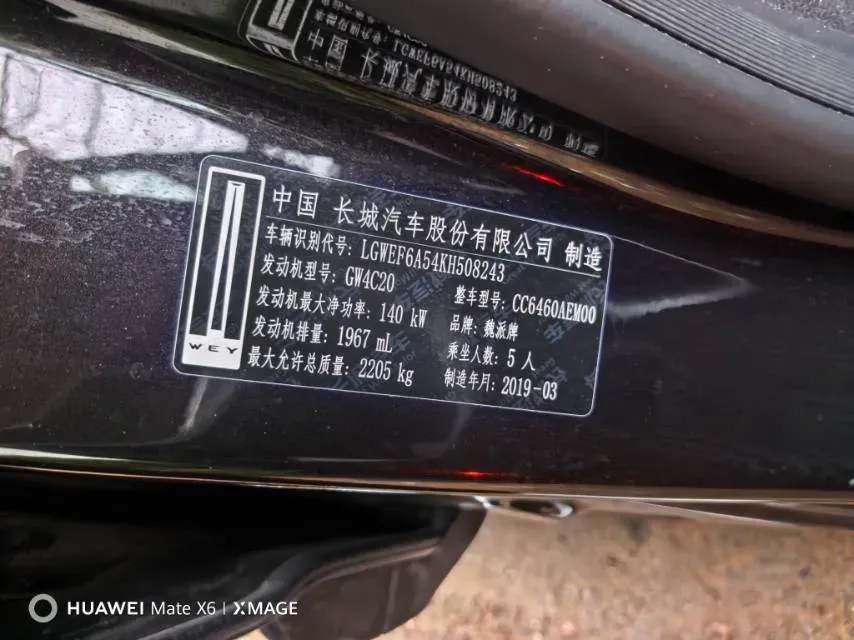 中国 长城汽车股份有限公司 制造
车辆识别代号: LGWEF6A54KH508243
发动机型号: GW4C20
整车型号: CC6460AEM00
发动机最大净功率: 140 kW
品牌: 魏派牌
发动机排量: 1967 mL
乘坐人数: 5 人
最大允许总质量: 2205 kg
制造年月: 2019-03
WEY
HUAWEI Mate X6 | XMAGE